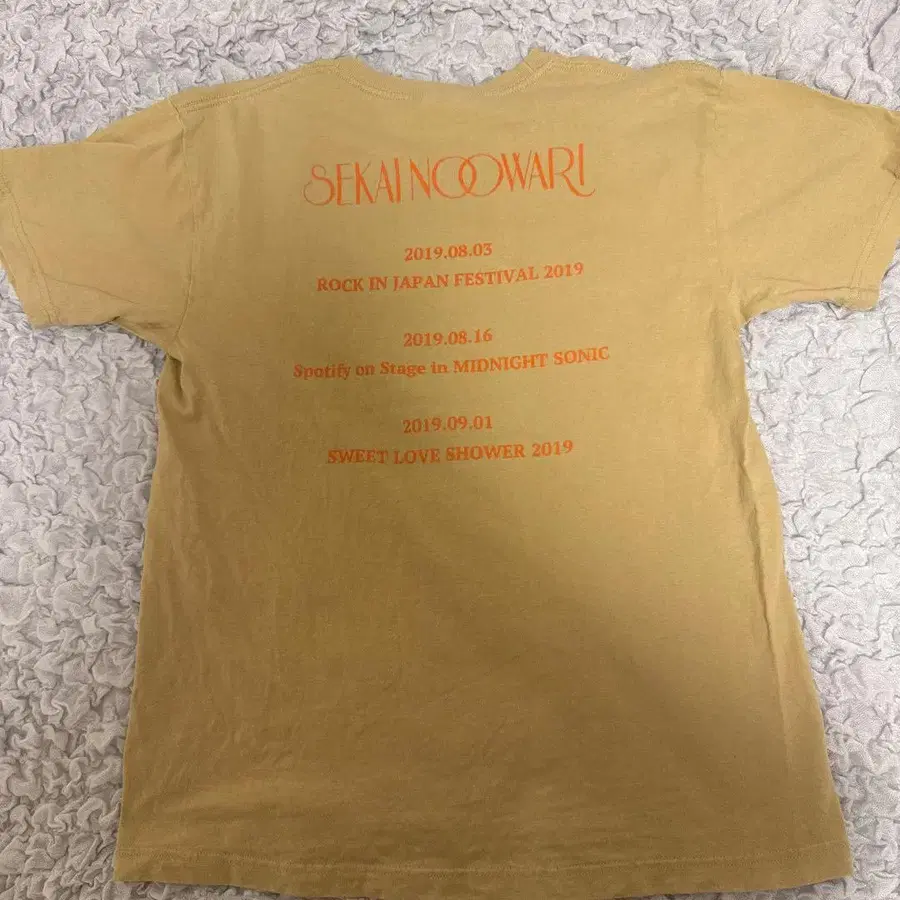 SEKAI NO OWARI
2019.08.03
ROCK IN JAPAN FESTIVAL 2019
2019.08.16
Spotify on Stage in MIDNIGHT SONIC
2019.09.01
SWEET LOVE SHOWER 2019